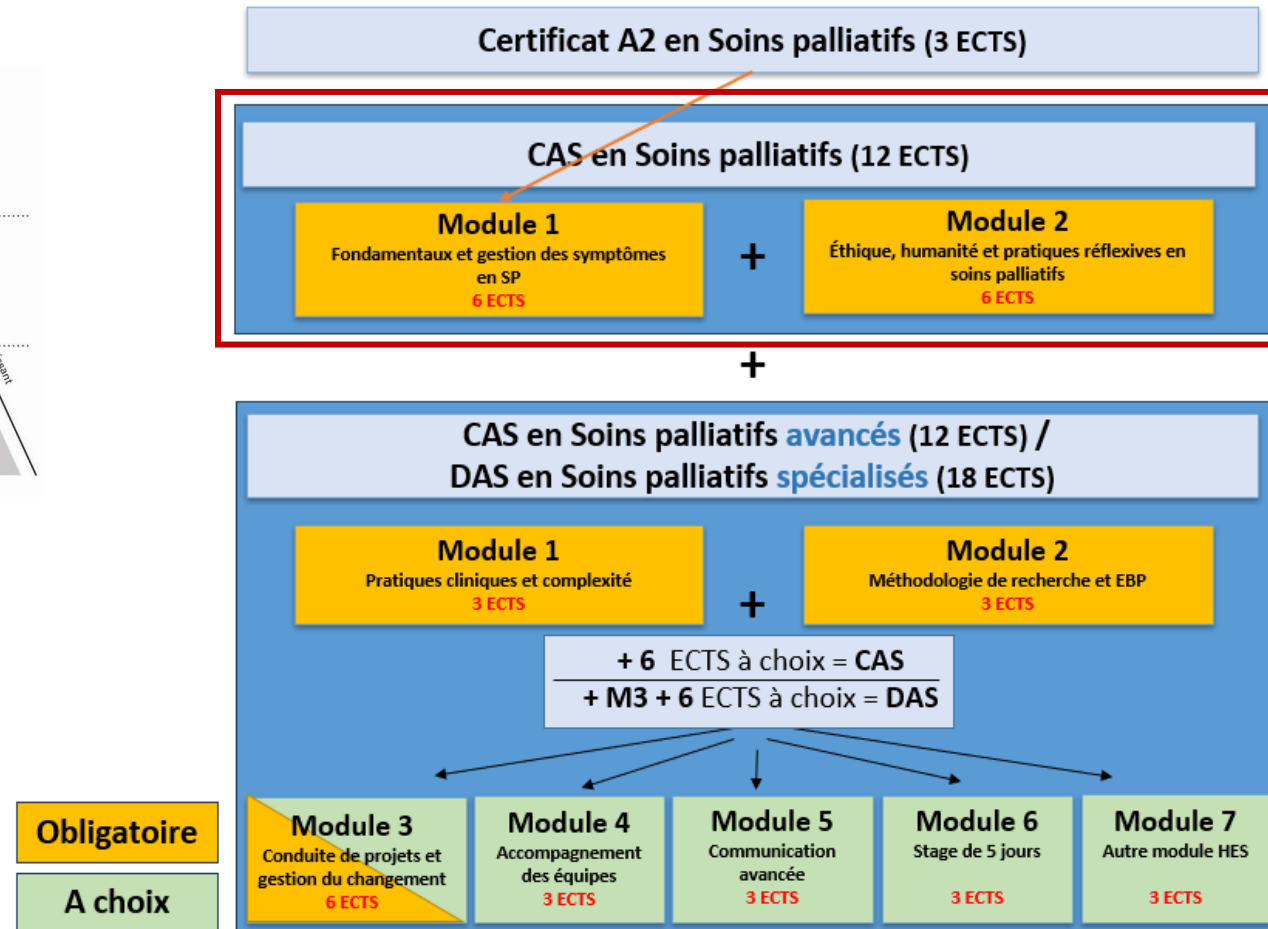 Certificat A2 en Soins palliatifs (3 ECTS)
CAS en Soins palliatifs (12 ECTS)
Module 1
Fondamentaux et gestion des symptômes
en SP
6 ECTS
+
Module 2
Éthique, humanité et pratiques réflexives en
soins palliatifs
6 ECTS
+
CAS en Soins palliatifs avancés (12 ECTS) /
DAS en Soins palliatifs spécialisés (18 ECTS)
Module 1
Pratiques cliniques et complexité
3 ECTS
+
Module 2
Méthodologie de recherche et EBP
3 ECTS
+ 6 ECTS à choix = CAS
+ M3 + 6 ECTS à choix = DAS
Obligatoire
A choix
Module 3
Conduite de projets et
gestion du changement
6 ECTS
Module 4
Accompagnement
des équipes
3 ECTS
Module 5
Communication
avancée
3 ECTS
Module 6
Stage de 5 jours
3 ECTS
Module 7
Autre module HES
3 ECTS